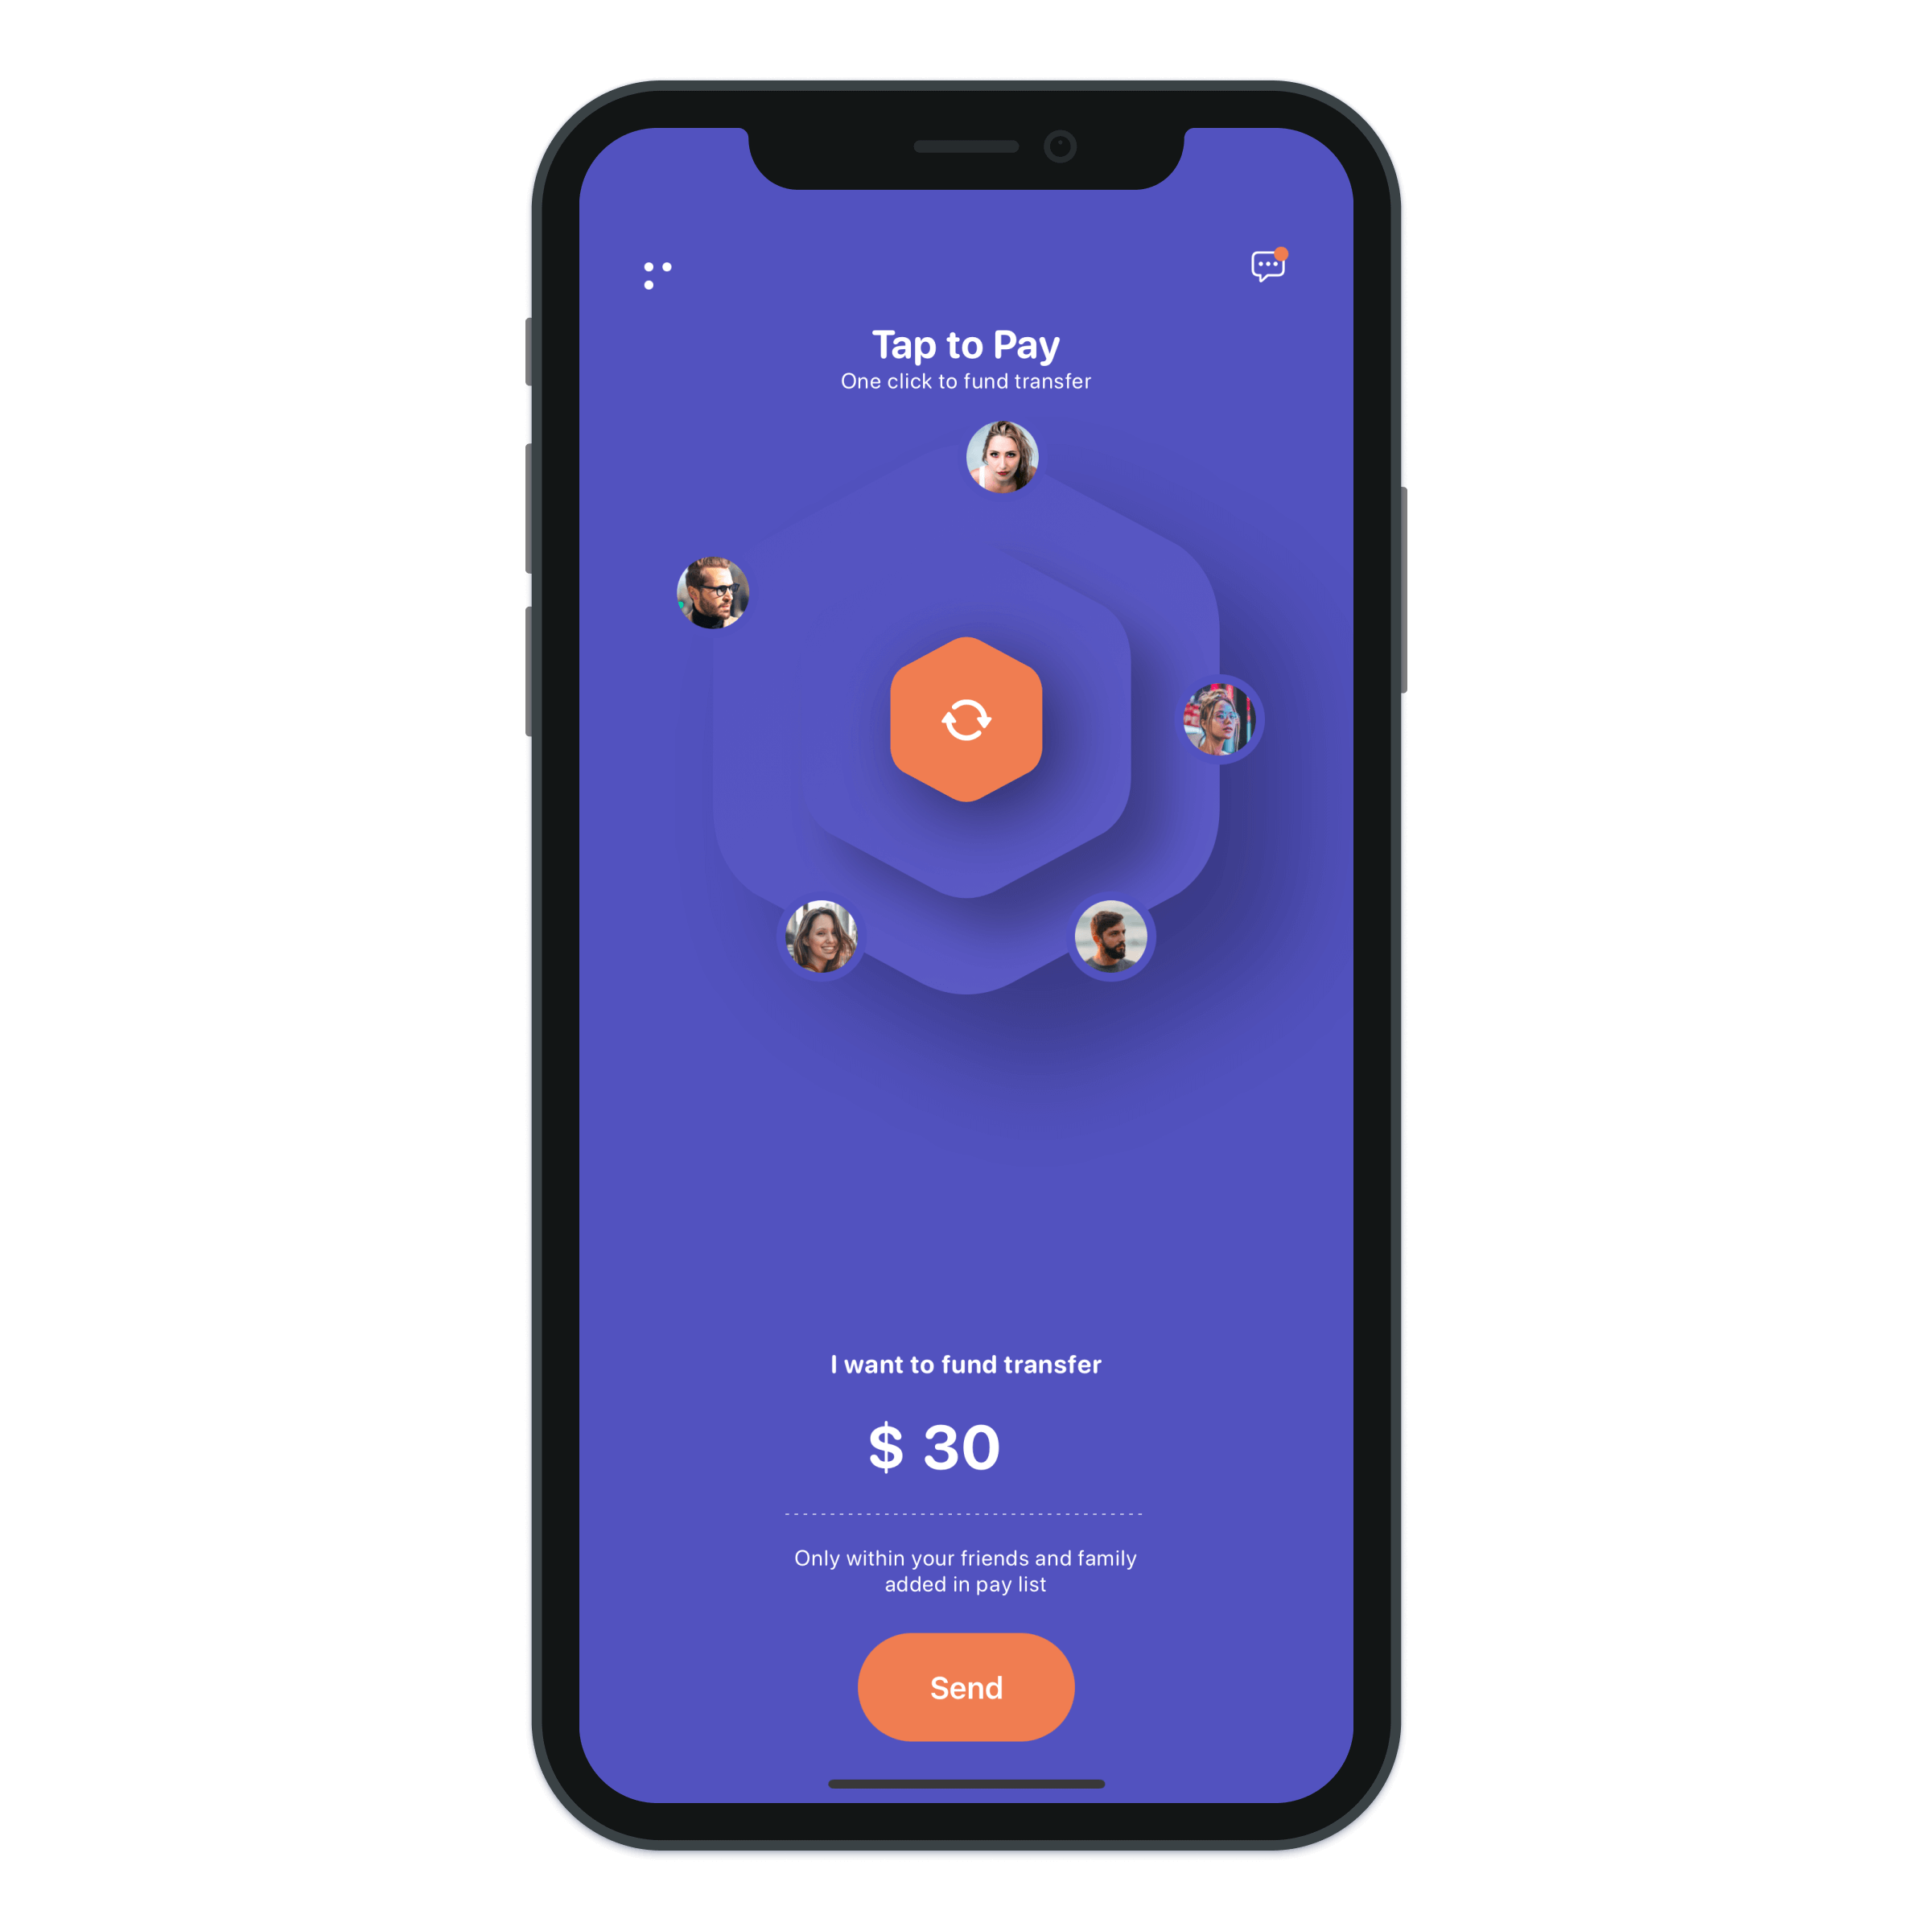 Tap to Pay
One click to fund transfer
I want to fund transfer
$ 30
Only within your friends and family
added in pay list
Send